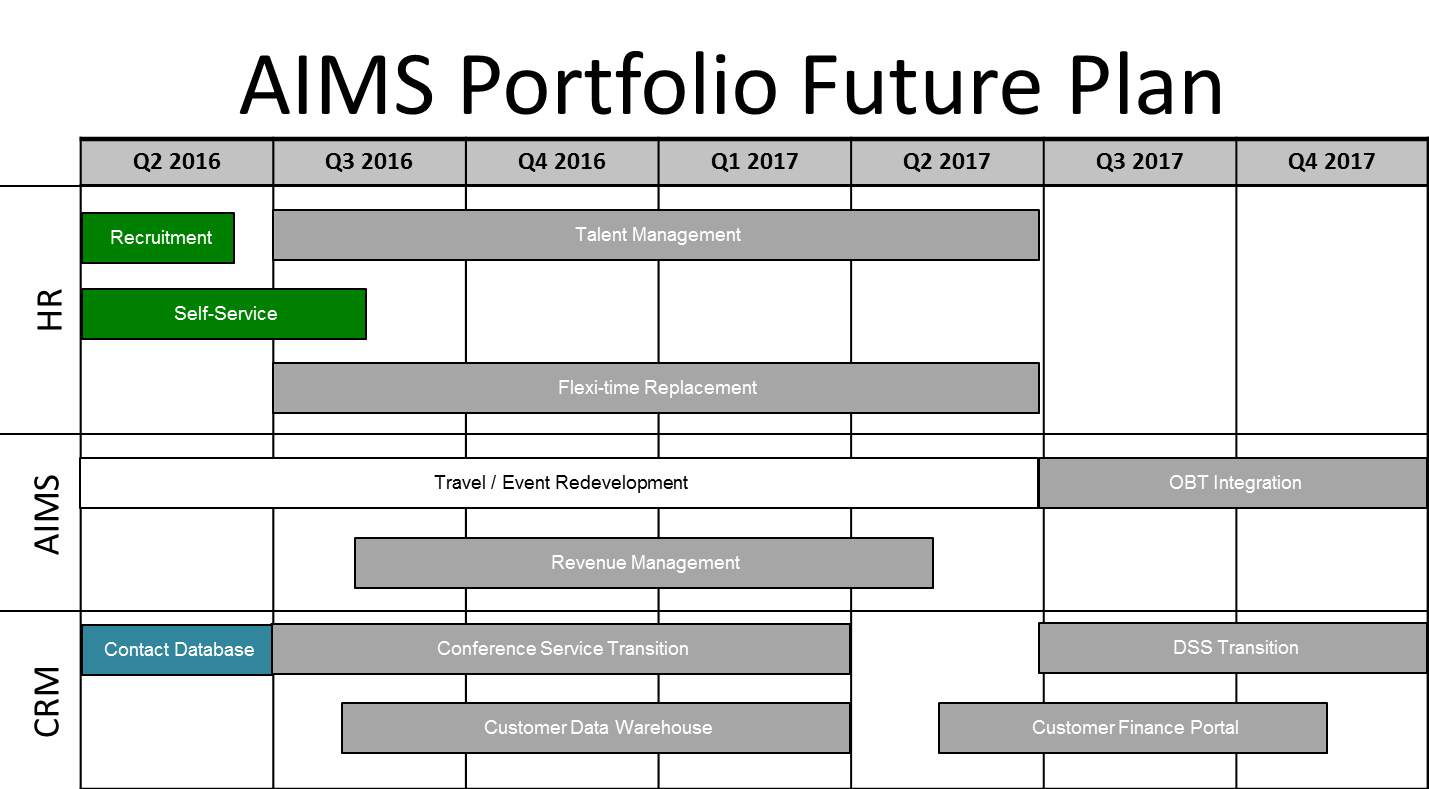 AIMS Portfolio Future Plan
Q2 2016 Q3 2016 Q4 2016 Q1 2017 Q2 2017 Q3 2017 Q4 2017
HR
Recruitment
Talent Management
Self-Service
Flexi-time Replacement
AIMS
Travel / Event Redevelopment
OBT Integration
Revenue Management
CRM
Contact Database
Conference Service Transition
DSS Transition
Customer Data Warehouse
Customer Finance Portal